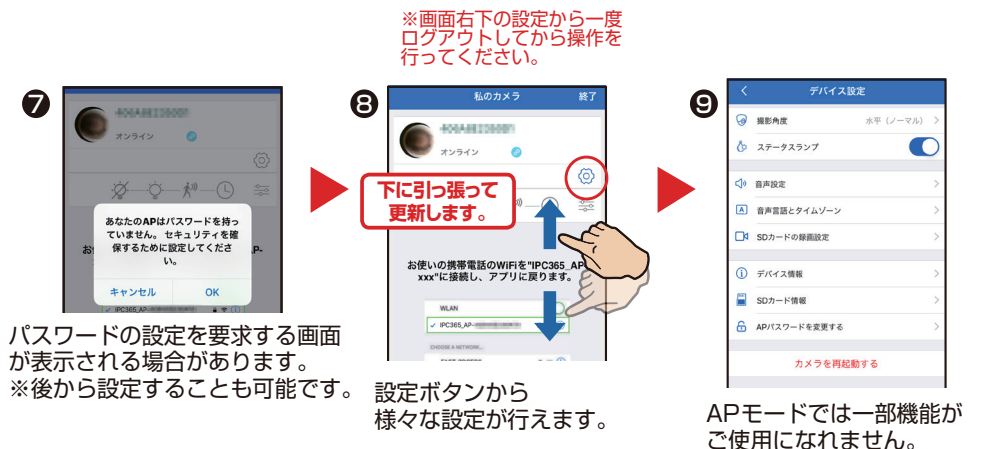 ※画面右下の設定から一度
ログアウトしてから操作を
行ってください。
❼
オンライン
あなたのAPはパスワードを持っ
ていません。セキュリティを確
保するために設定してくださ
い。
キャンセル OK
パスワードの設定を要求する画面
が表示される場合があります。
※後から設定することも可能です。
❽
私のカメラ 終了
オンライン
下に引っ張って
更新します。
お使いの携帯電話のWiFiを"IPC365_AP
xxx"に接続し、アプリに戻ります。
WLAN
✓ IPC365_AP-
CHOOSE A NETWORK...
設定ボタンから
様々な設定が行えます。
❾
デバイス設定
撮影角度 水平（ノーマル）
ステータスランプ
音声設定
音声言語とタイムゾーン
SDカードの録画設定
デバイス情報
SDカード情報
APパスワードを変更する
カメラを再起動する
APモードでは一部機能が
ご使用になれません。